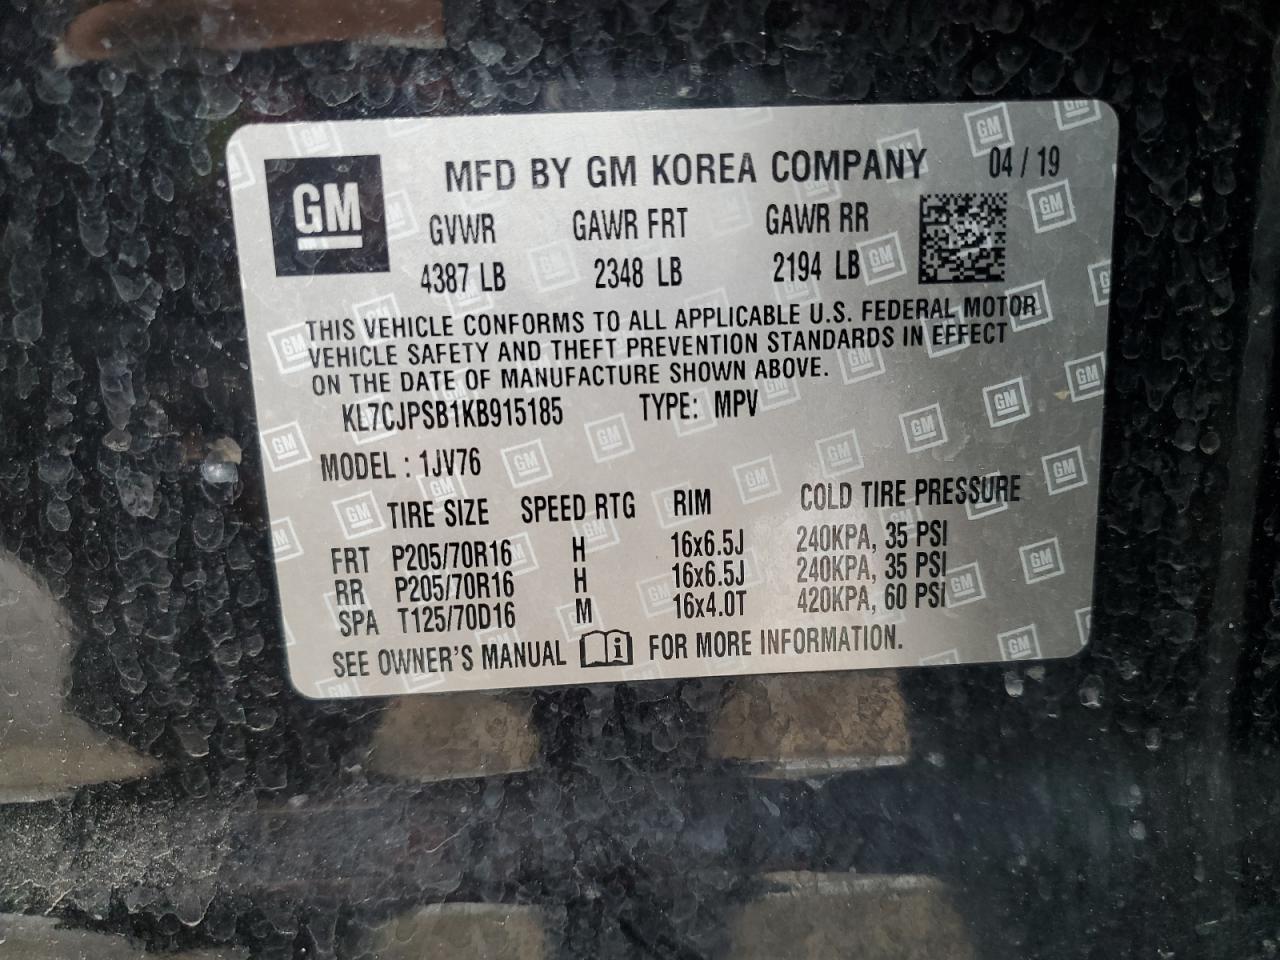 GM
MFD BY GM KOREA COMPANY 04 / 19
GVWR GAWR FRT GAWR RR
4387 LB 2348 LB 2194 LB
THIS VEHICLE CONFORMS TO ALL APPLICABLE U.S. FEDERAL MOTOR
VEHICLE SAFETY AND THEFT PREVENTION STANDARDS IN EFFECT
ON THE DATE OF MANUFACTURE SHOWN ABOVE.
KL7CJPSB1KB915185 TYPE: MPV
MODEL : 1JV76
TIRE SIZE SPEED RTG RIM COLD TIRE PRESSURE
FRT P205/70R16 H 16x6.5J 240KPA, 35 PSI
RR P205/70R16 H 16x6.5J 240KPA, 35 PSI
SPA T125/70D16 M 16x4.0T 420KPA, 60 PSI
SEE OWNER'S MANUAL FOR MORE INFORMATION.